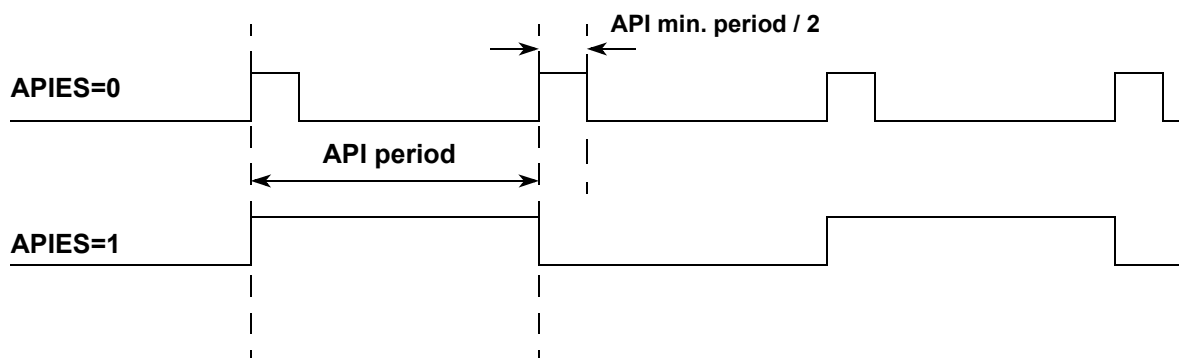 API min. period / 2
APIES=0
API period
APIES=1